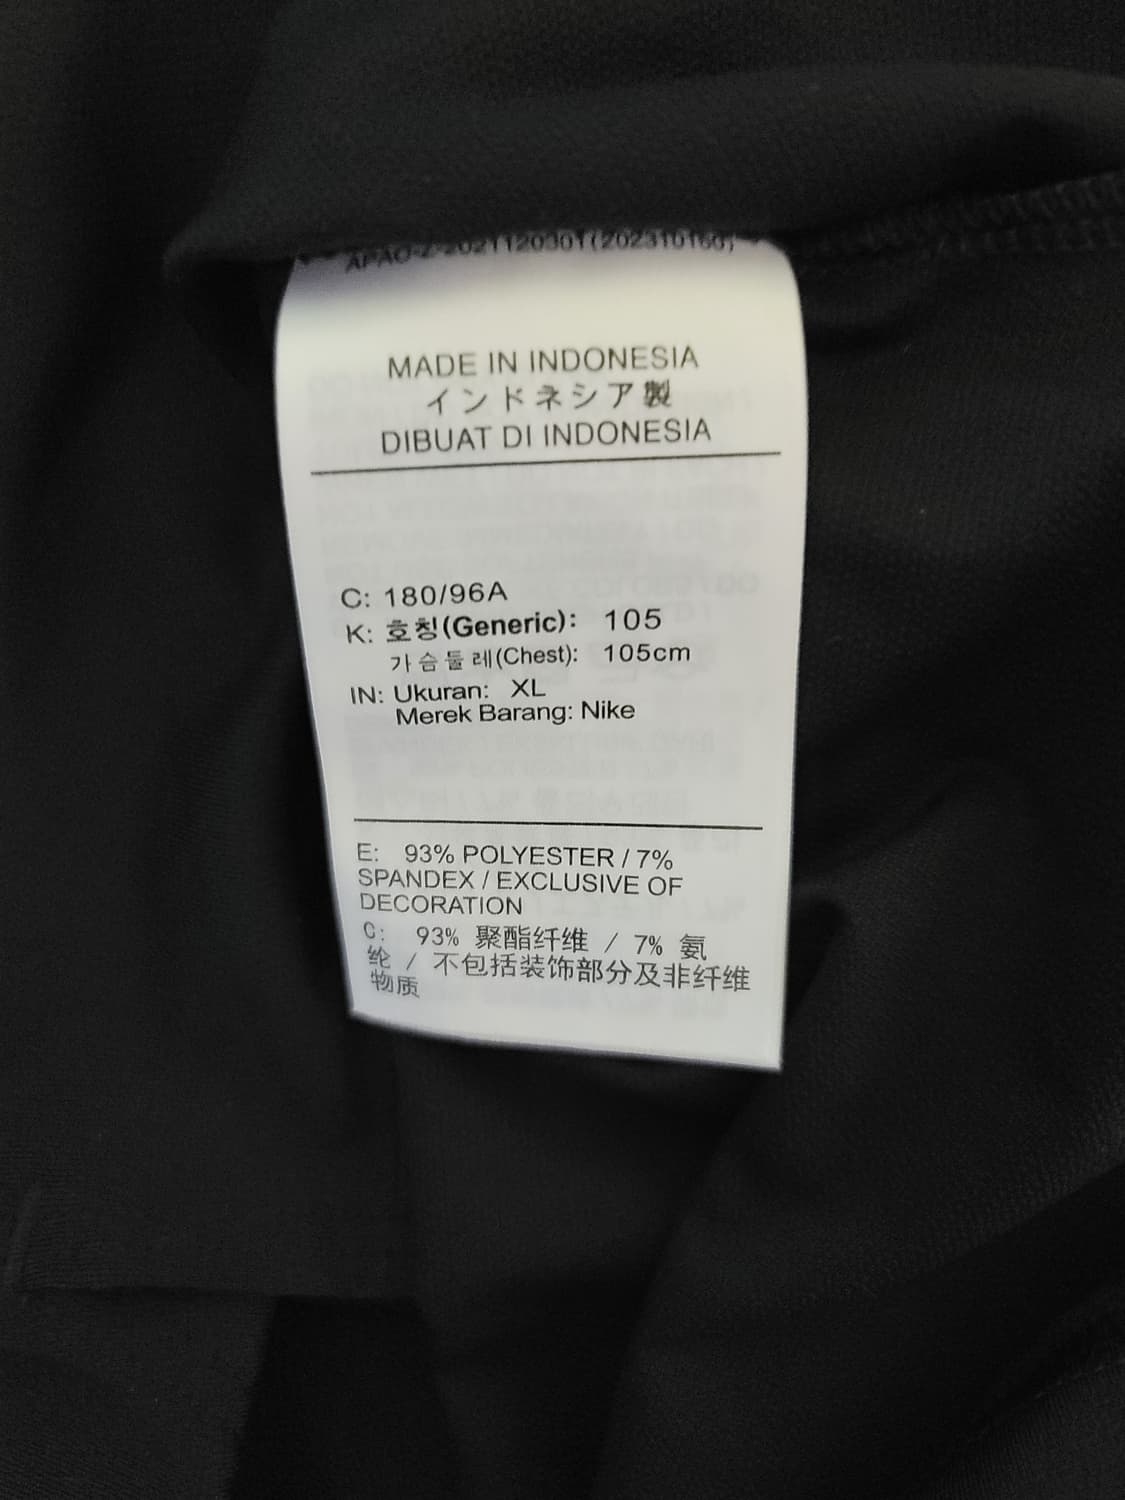 MADE IN INDONESIA
インドネシア製
DIBUAT DI INDONESIA
C: 180/96A
K: 호칭(Generic): 105
가슴둘레(Chest): 105cm
IN: Ukuran: XL
Merek Barang: Nike
E: 93% POLYESTER / 7%
SPANDEX / EXCLUSIVE OF
DECORATION
C: 93% 聚酯纤维 / 7% 氨
纶 / 不包括装饰部分及非纤维
物质